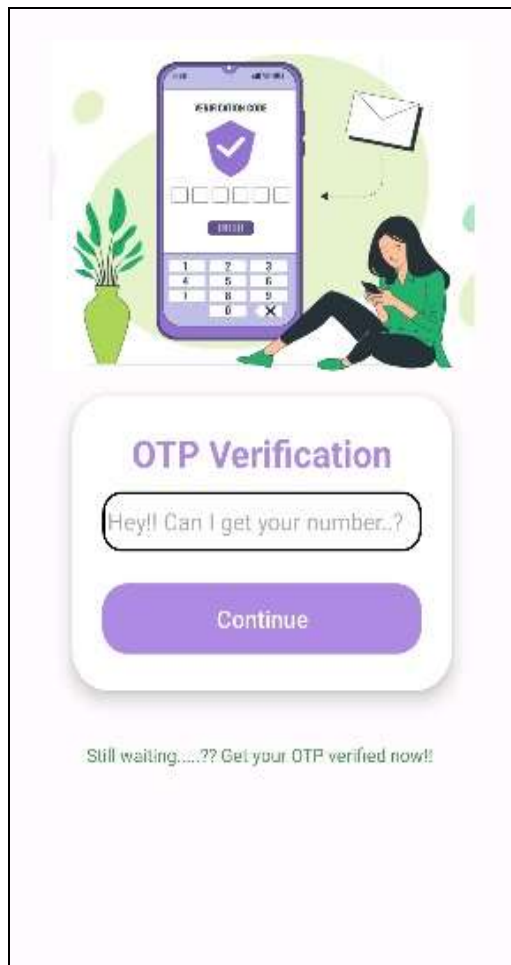 VERIFICATION CODE
1 2 3
4 5 6
7 8 9
0 X
OTP Verification
Hey!! Can I get your number..?
Continue
Still waiting.....?? Get your OTP verified now!!